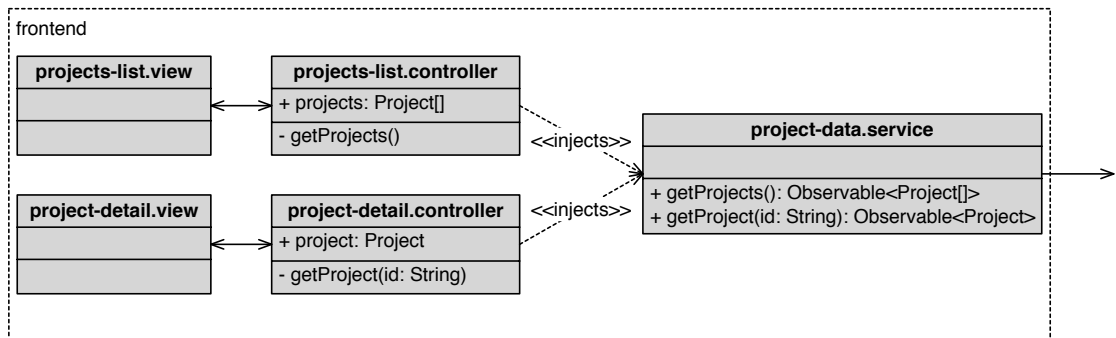 frontend
projects-list.view
projects-list.controller
+ projects: Project[]
- getProjects()
<<injects>>
project-data.service
+ getProjects(): Observable<Project[]>
+ getProject(id: String): Observable<Project>
project-detail.view
project-detail.controller
+ project: Project
- getProject(id: String)
<<injects>>